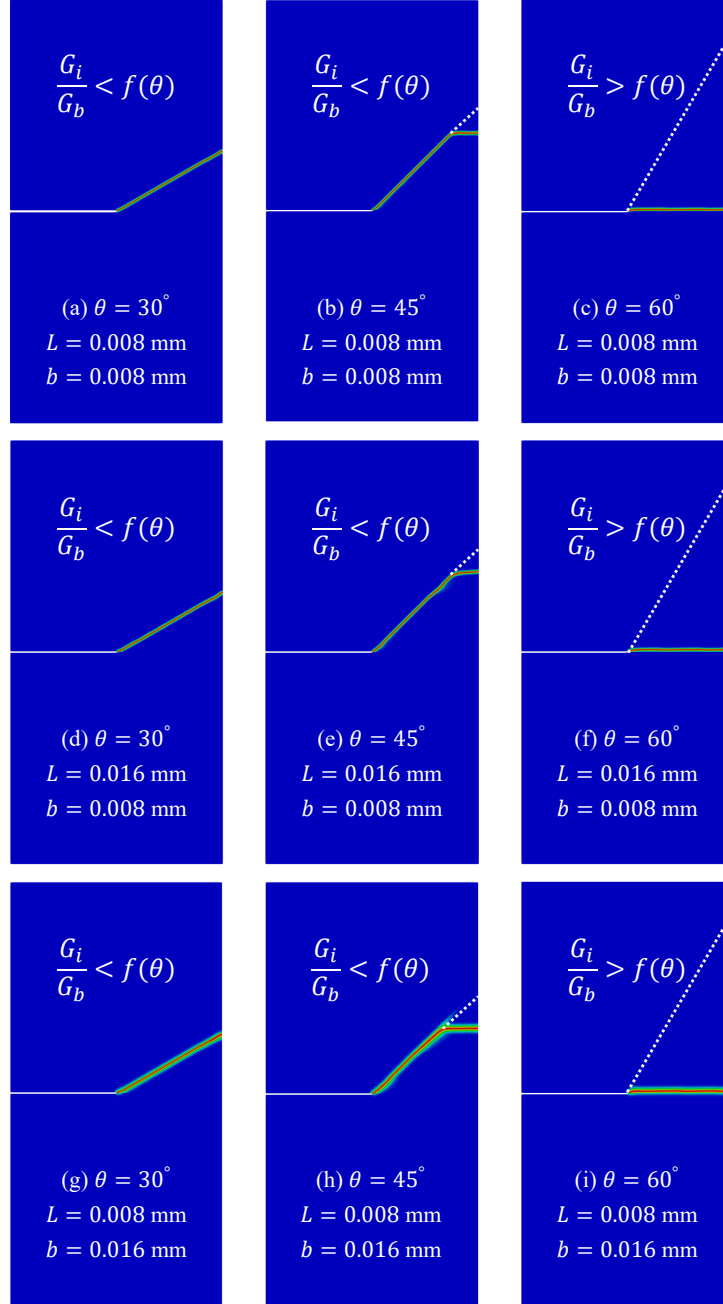 G_i/G_b < f(θ)
G_i/G_b < f(θ)
G_i/G_b > f(θ)
(a) θ = 30°
L = 0.008 mm
b = 0.008 mm
(b) θ = 45°
L = 0.008 mm
b = 0.008 mm
(c) θ = 60°
L = 0.008 mm
b = 0.008 mm
G_i/G_b < f(θ)
G_i/G_b < f(θ)
G_i/G_b > f(θ)
(d) θ = 30°
L = 0.016 mm
b = 0.008 mm
(e) θ = 45°
L = 0.016 mm
b = 0.008 mm
(f) θ = 60°
L = 0.016 mm
b = 0.008 mm
G_i/G_b < f(θ)
G_i/G_b < f(θ)
G_i/G_b > f(θ)
(g) θ = 30°
L = 0.008 mm
b = 0.016 mm
(h) θ = 45°
L = 0.008 mm
b = 0.016 mm
(i) θ = 60°
L = 0.008 mm
b = 0.016 mm